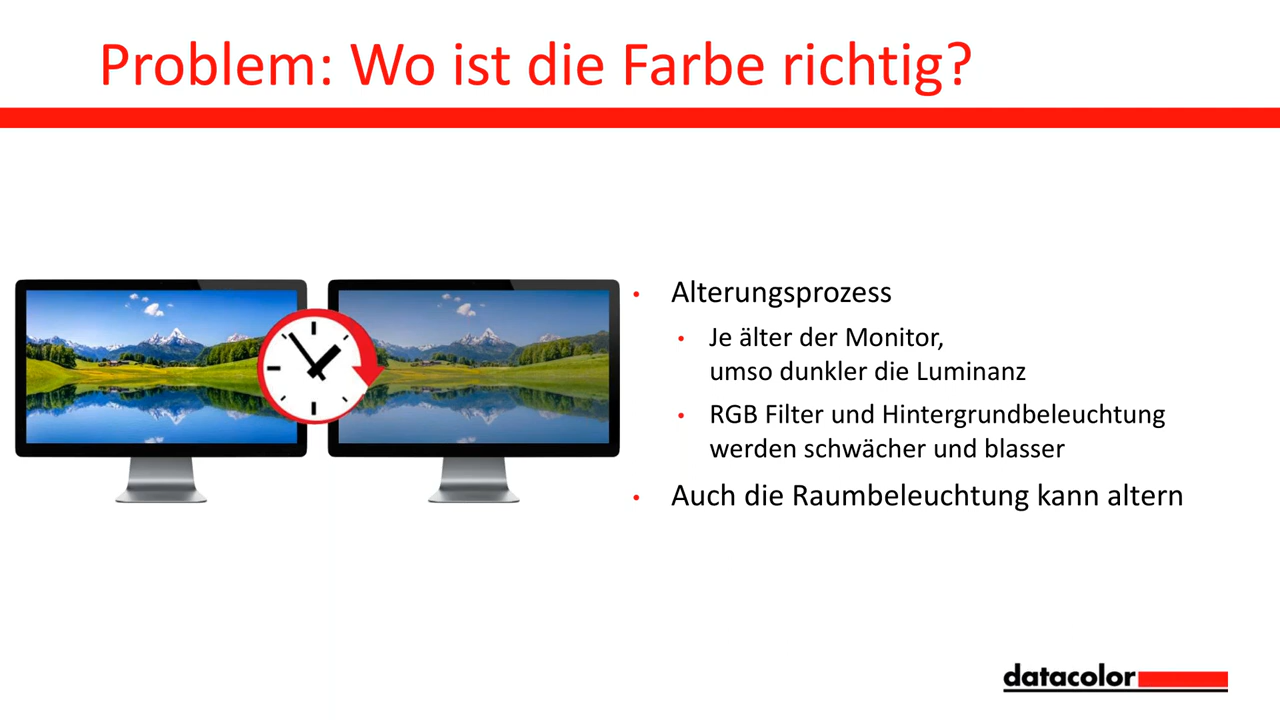 Problem: Wo ist die Farbe richtig?
• Alterungsprozess
• Je älter der Monitor,
umso dunkler die Luminanz
• RGB Filter und Hintergrundbeleuchtung
werden schwächer und blasser
• Auch die Raumbeleuchtung kann altern
datacolor